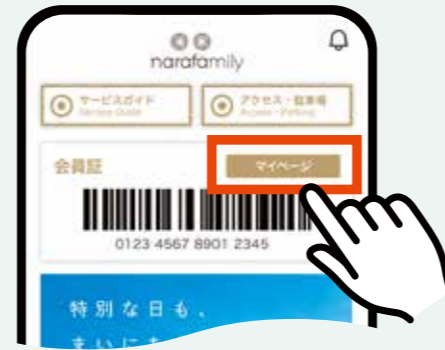 narafamily
サービスガイド
Service Guide
アクセス・駐車場
Access・Parking
会員証
マイページ
0123 4567 8901 2345
特別な日も、